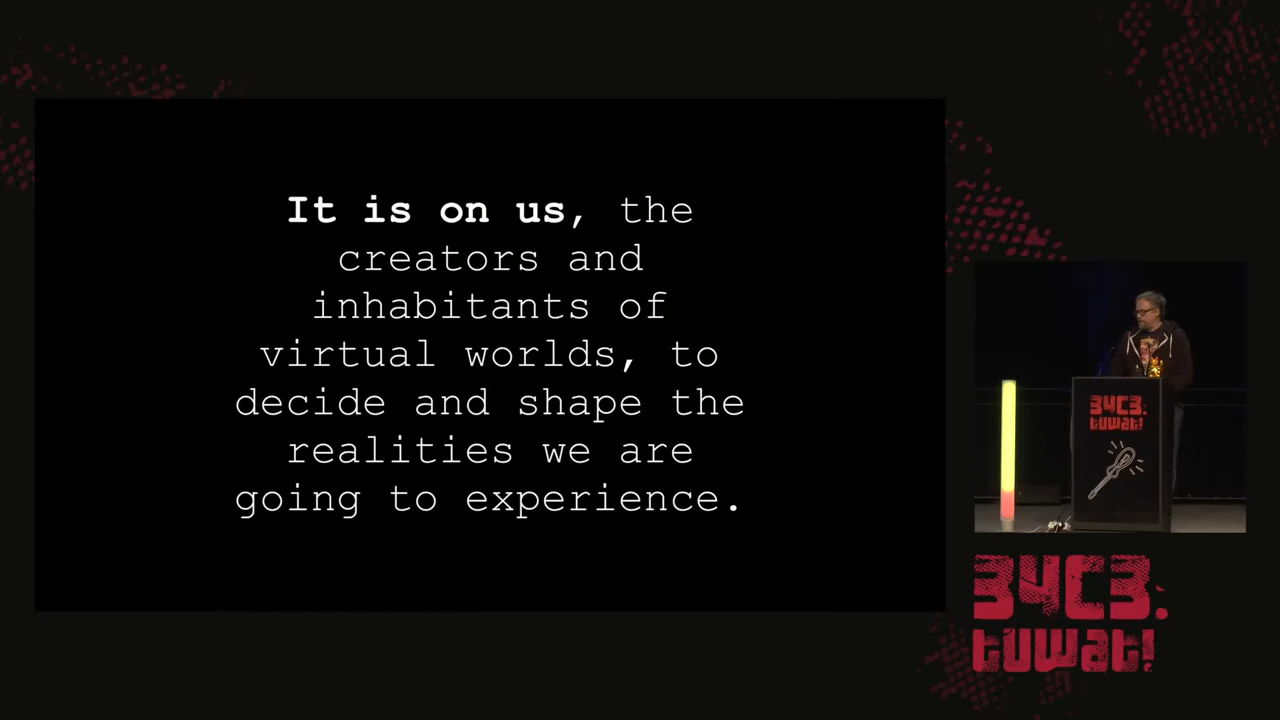 It is on us, the
creators and
inhabitants of
virtual worlds, to
decide and shape the
realities we are
going to experience.
34C3.
tuwat!
34C3.
tuwat!